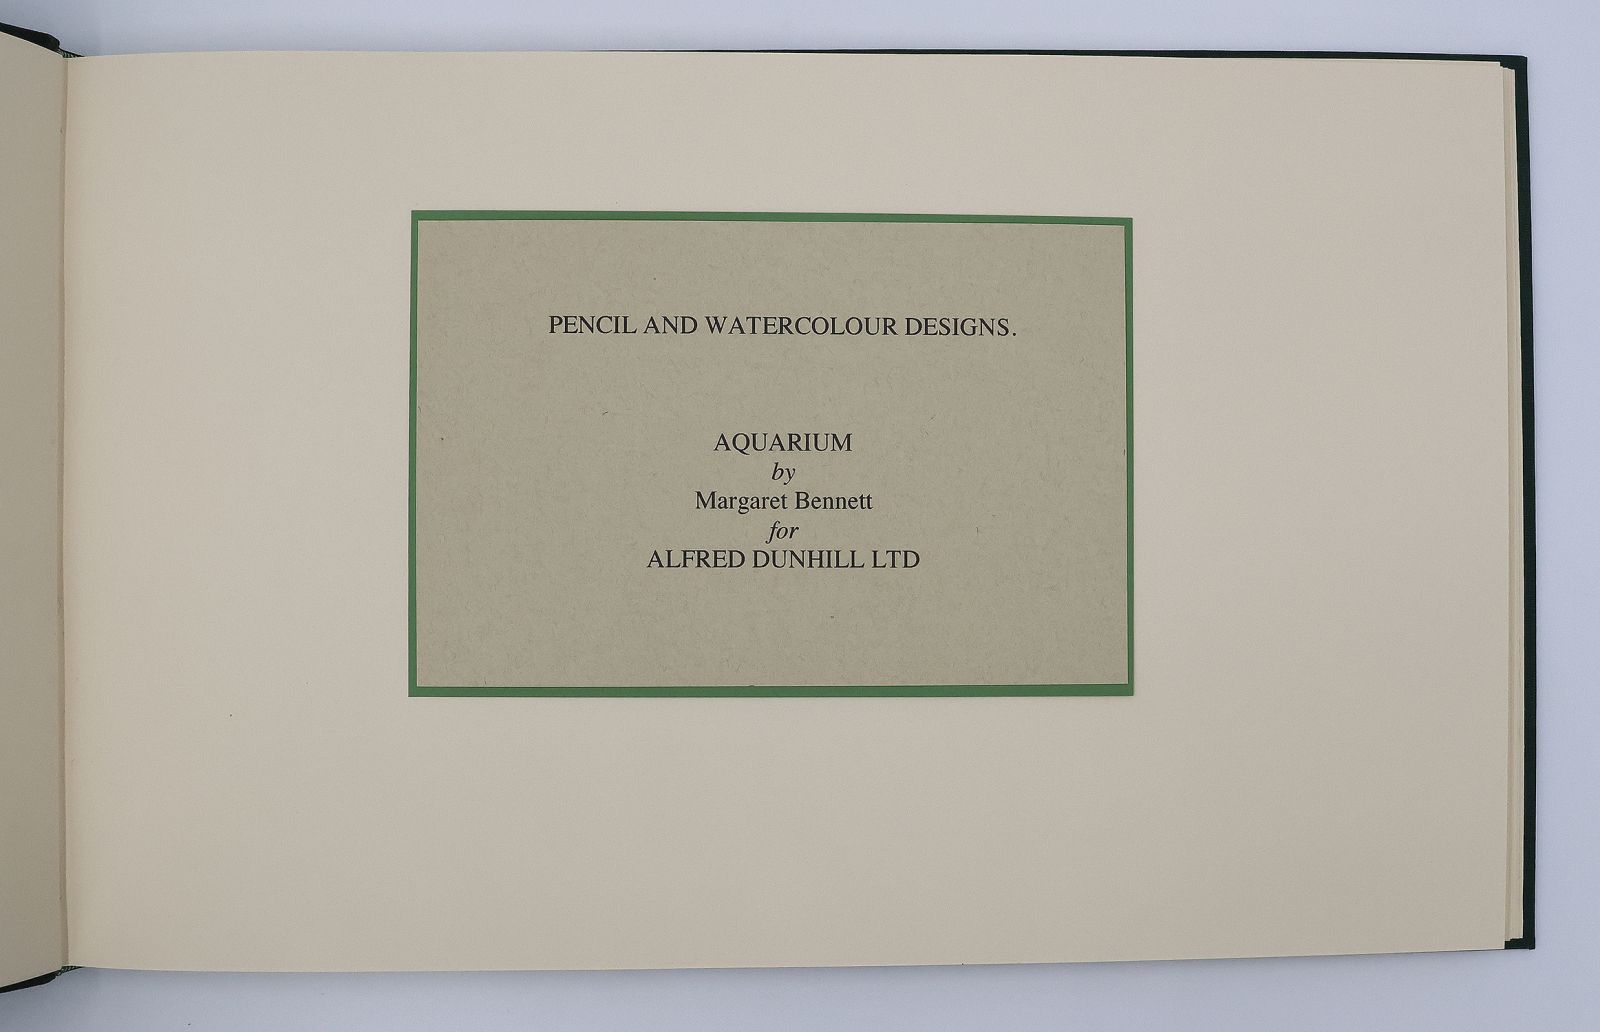 PENCIL AND WATERCOLOUR DESIGNS.
AQUARIUM
by
Margaret Bennett
for
ALFRED DUNHILL LTD